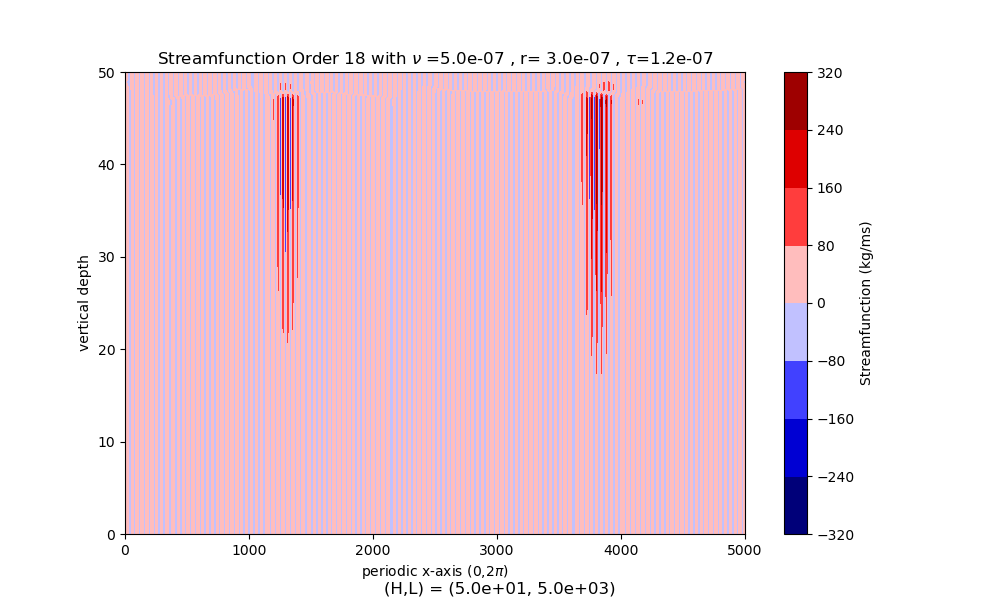 Streamfunction Order 18 with ν =5.0e-07 , r= 3.0e-07 , τ=1.2e-07
50
40
30
20
10
0
vertical depth
0 1000 2000 3000 4000 5000
periodic x-axis (0,2π)
(H,L) = (5.0e+01, 5.0e+03)
320
240
160
80
0
−80
−160
−240
−320
Streamfunction (kg/ms)